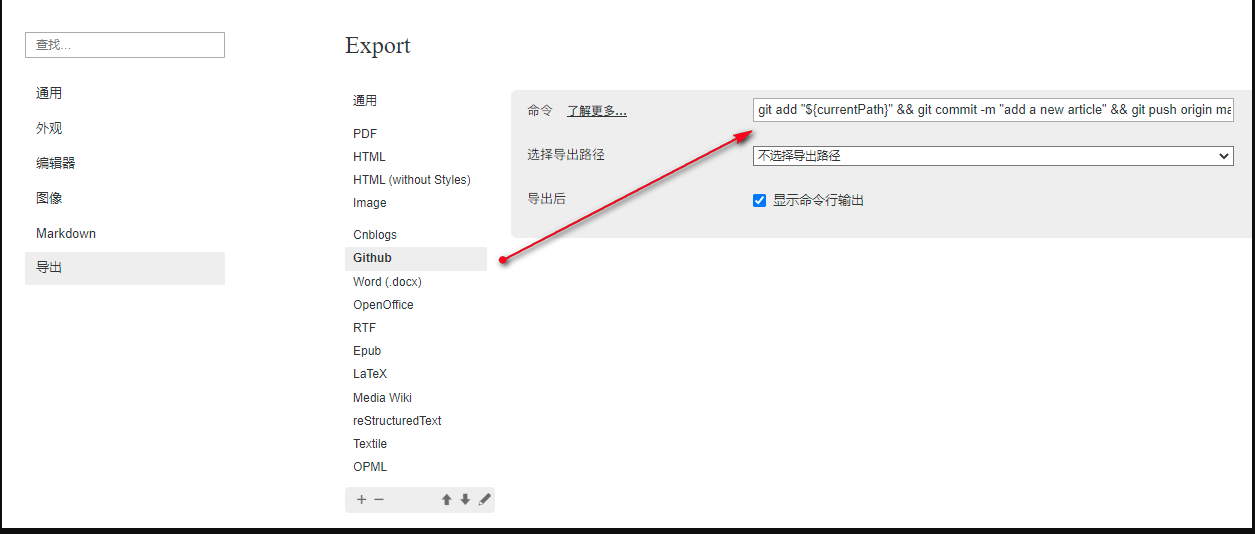 查找...
通用
外观
编辑器
图像
Markdown
导出
Export
通用
PDF
HTML
HTML (without Styles)
Image
Cnblogs
Github
Word (.docx)
OpenOffice
RTF
Epub
LaTeX
Media Wiki
reStructuredText
Textile
OPML
命令 了解更多... git add "${currentPath}" && git commit -m "add a new article" && git push origin ma
选择导出路径 不选择导出路径
导出后 显示命令行输出